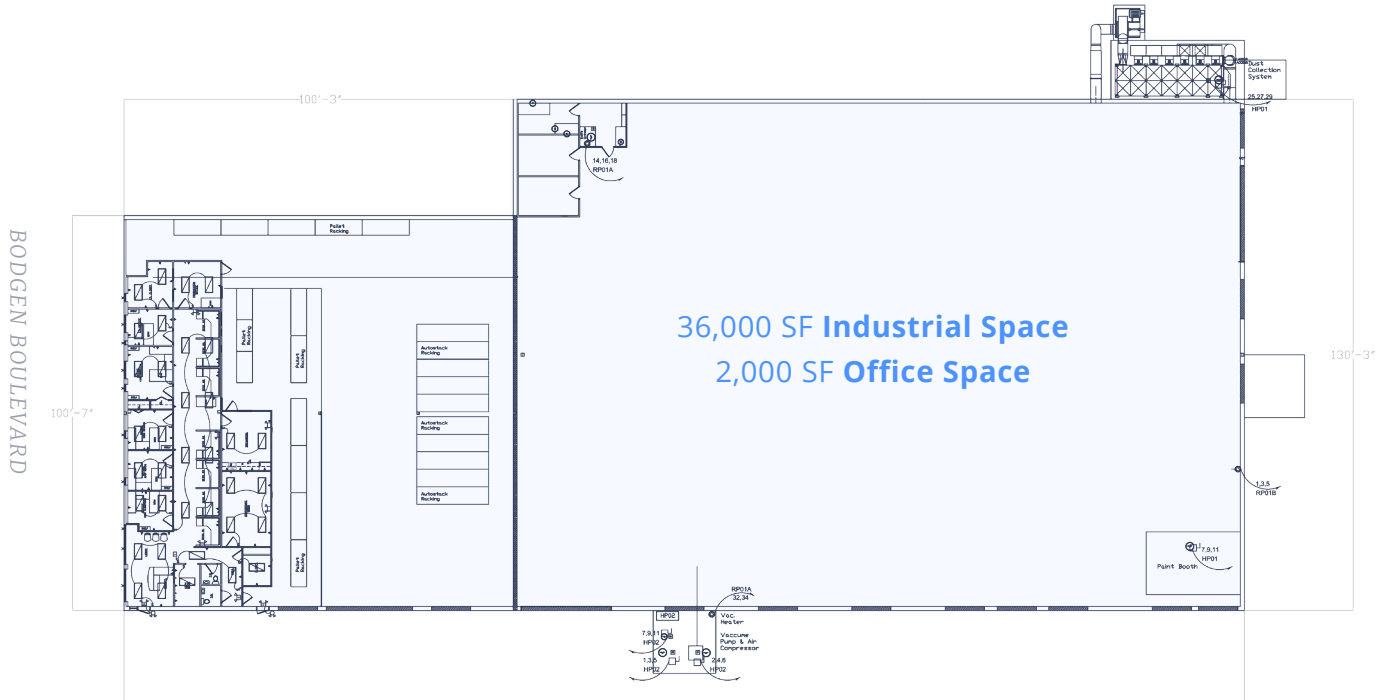 Dust
Collection
System
25,27,29
HP01
100'-3"
14,16,18
RP01A
Pallet
Racking
BODGEN BOULEVARD
36,000 SF Industrial Space
2,000 SF Office Space
Pallet
Racking
Pallet
Racking
Autostack
Racking
130'-3"
100'-7"
Autostack
Racking
Autostack
Racking
1,3,5
RP01B
7,9,11
HP01
Paint Booth
Pallet
Racking
RP01A
32,34
HP02
Vac.
Heater
7,9,11
HP02
Vaccume
Pump & Air
Compressor
1,3,5
HP02
2,4,6
HP02